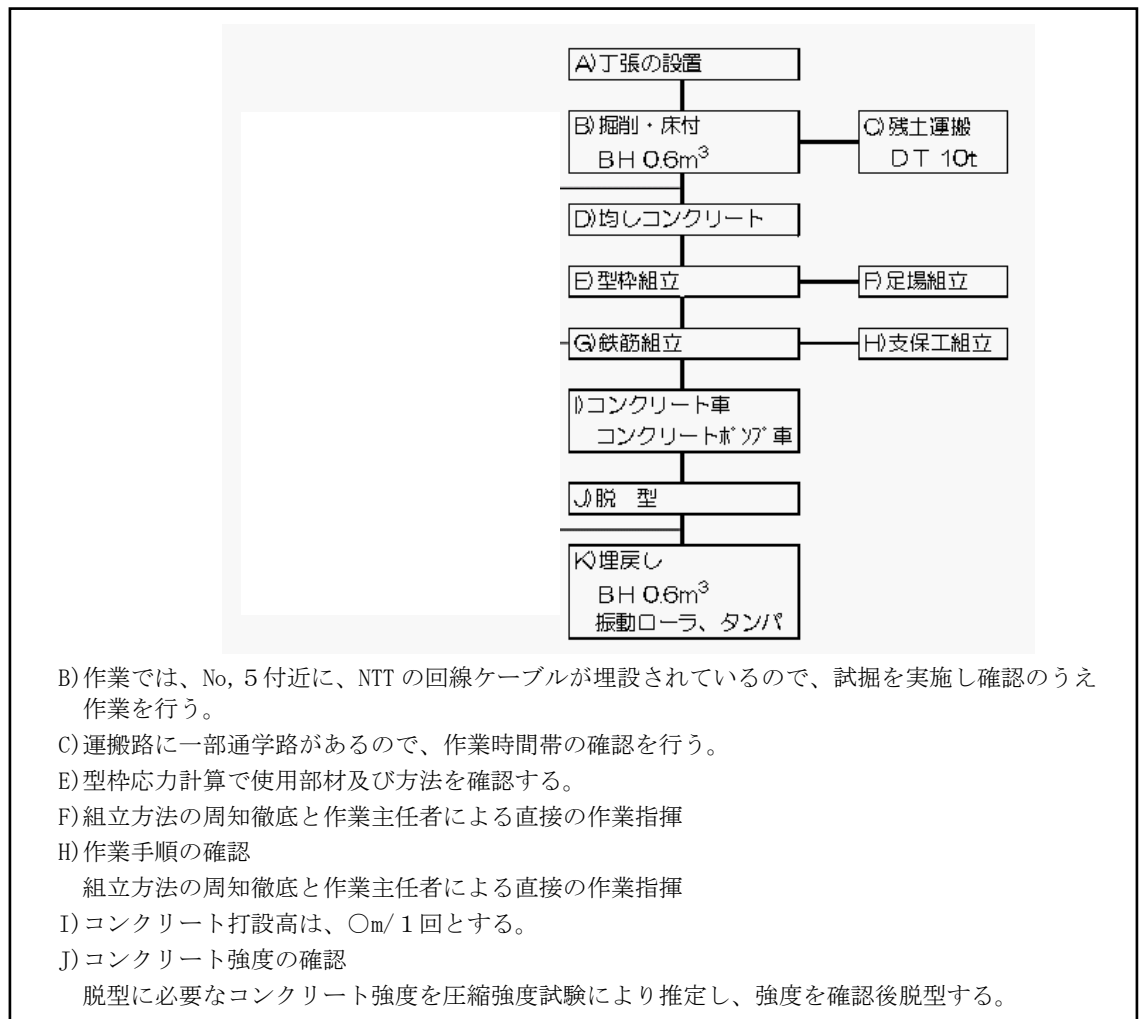 A)丁張の設置
B)掘削・床付
BH 0.6m³
C)残土運搬
DT 10t
D)均しコンクリート
E)型枠組立
F)足場組立
G)鉄筋組立
H)支保工組立
I)コンクリート車
コンクリートポンプ車
J)脱 型
K)埋戻し
BH 0.6m³
振動ローラ、タンパ
B)作業では、No,５付近に、NTTの回線ケーブルが埋設されているので、試掘を実施し確認のうえ
作業を行う。
C)運搬路に一部通学路があるので、作業時間帯の確認を行う。
E)型枠応力計算で使用部材及び方法を確認する。
F)組立方法の周知徹底と作業主任者による直接の作業指揮
H)作業手順の確認
組立方法の周知徹底と作業主任者による直接の作業指揮
I)コンクリート打設高は、○m/１回とする。
J)コンクリート強度の確認
脱型に必要なコンクリート強度を圧縮強度試験により推定し、強度を確認後脱型する。